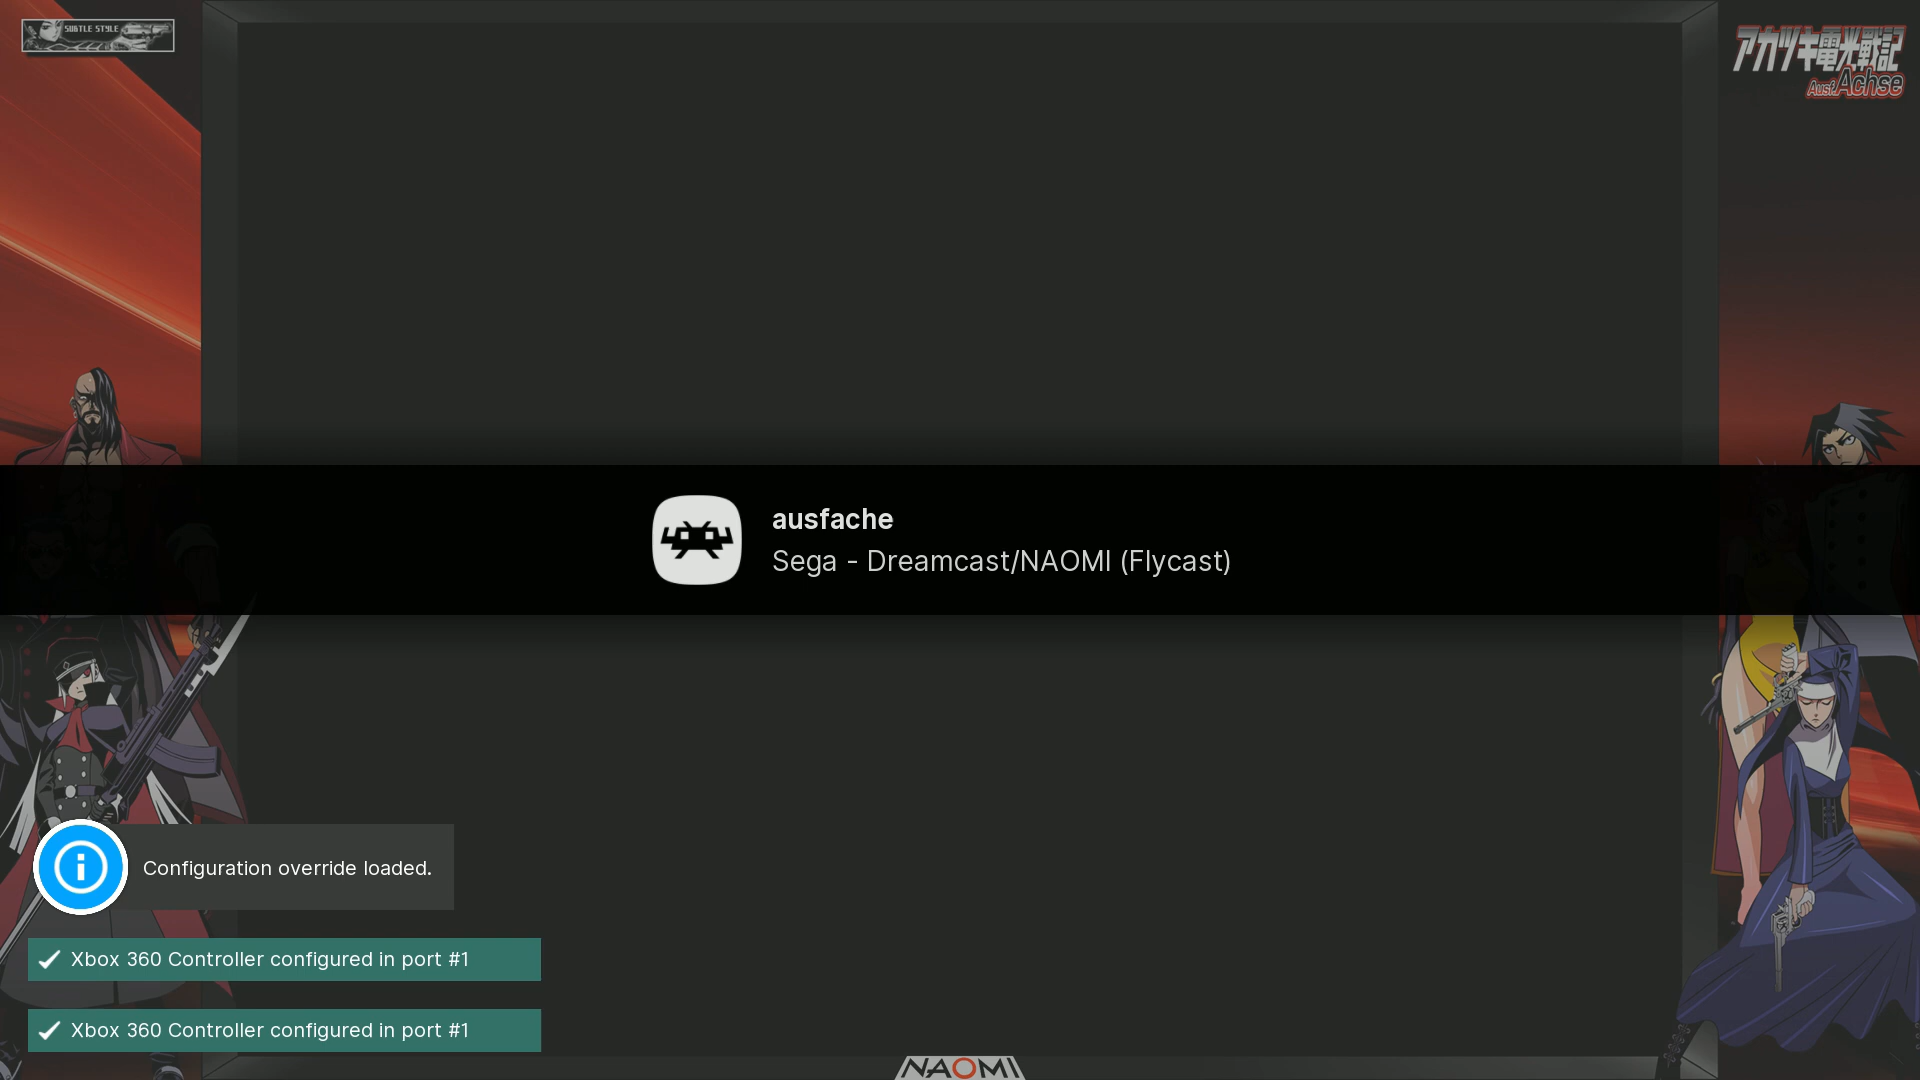 SUBTLE STYLE
アカツキ電光戦記
Ausf.Achse
ausfache
Sega - Dreamcast/NAOMI (Flycast)
Configuration override loaded.
Xbox 360 Controller configured in port #1
Xbox 360 Controller configured in port #1
NAOMI